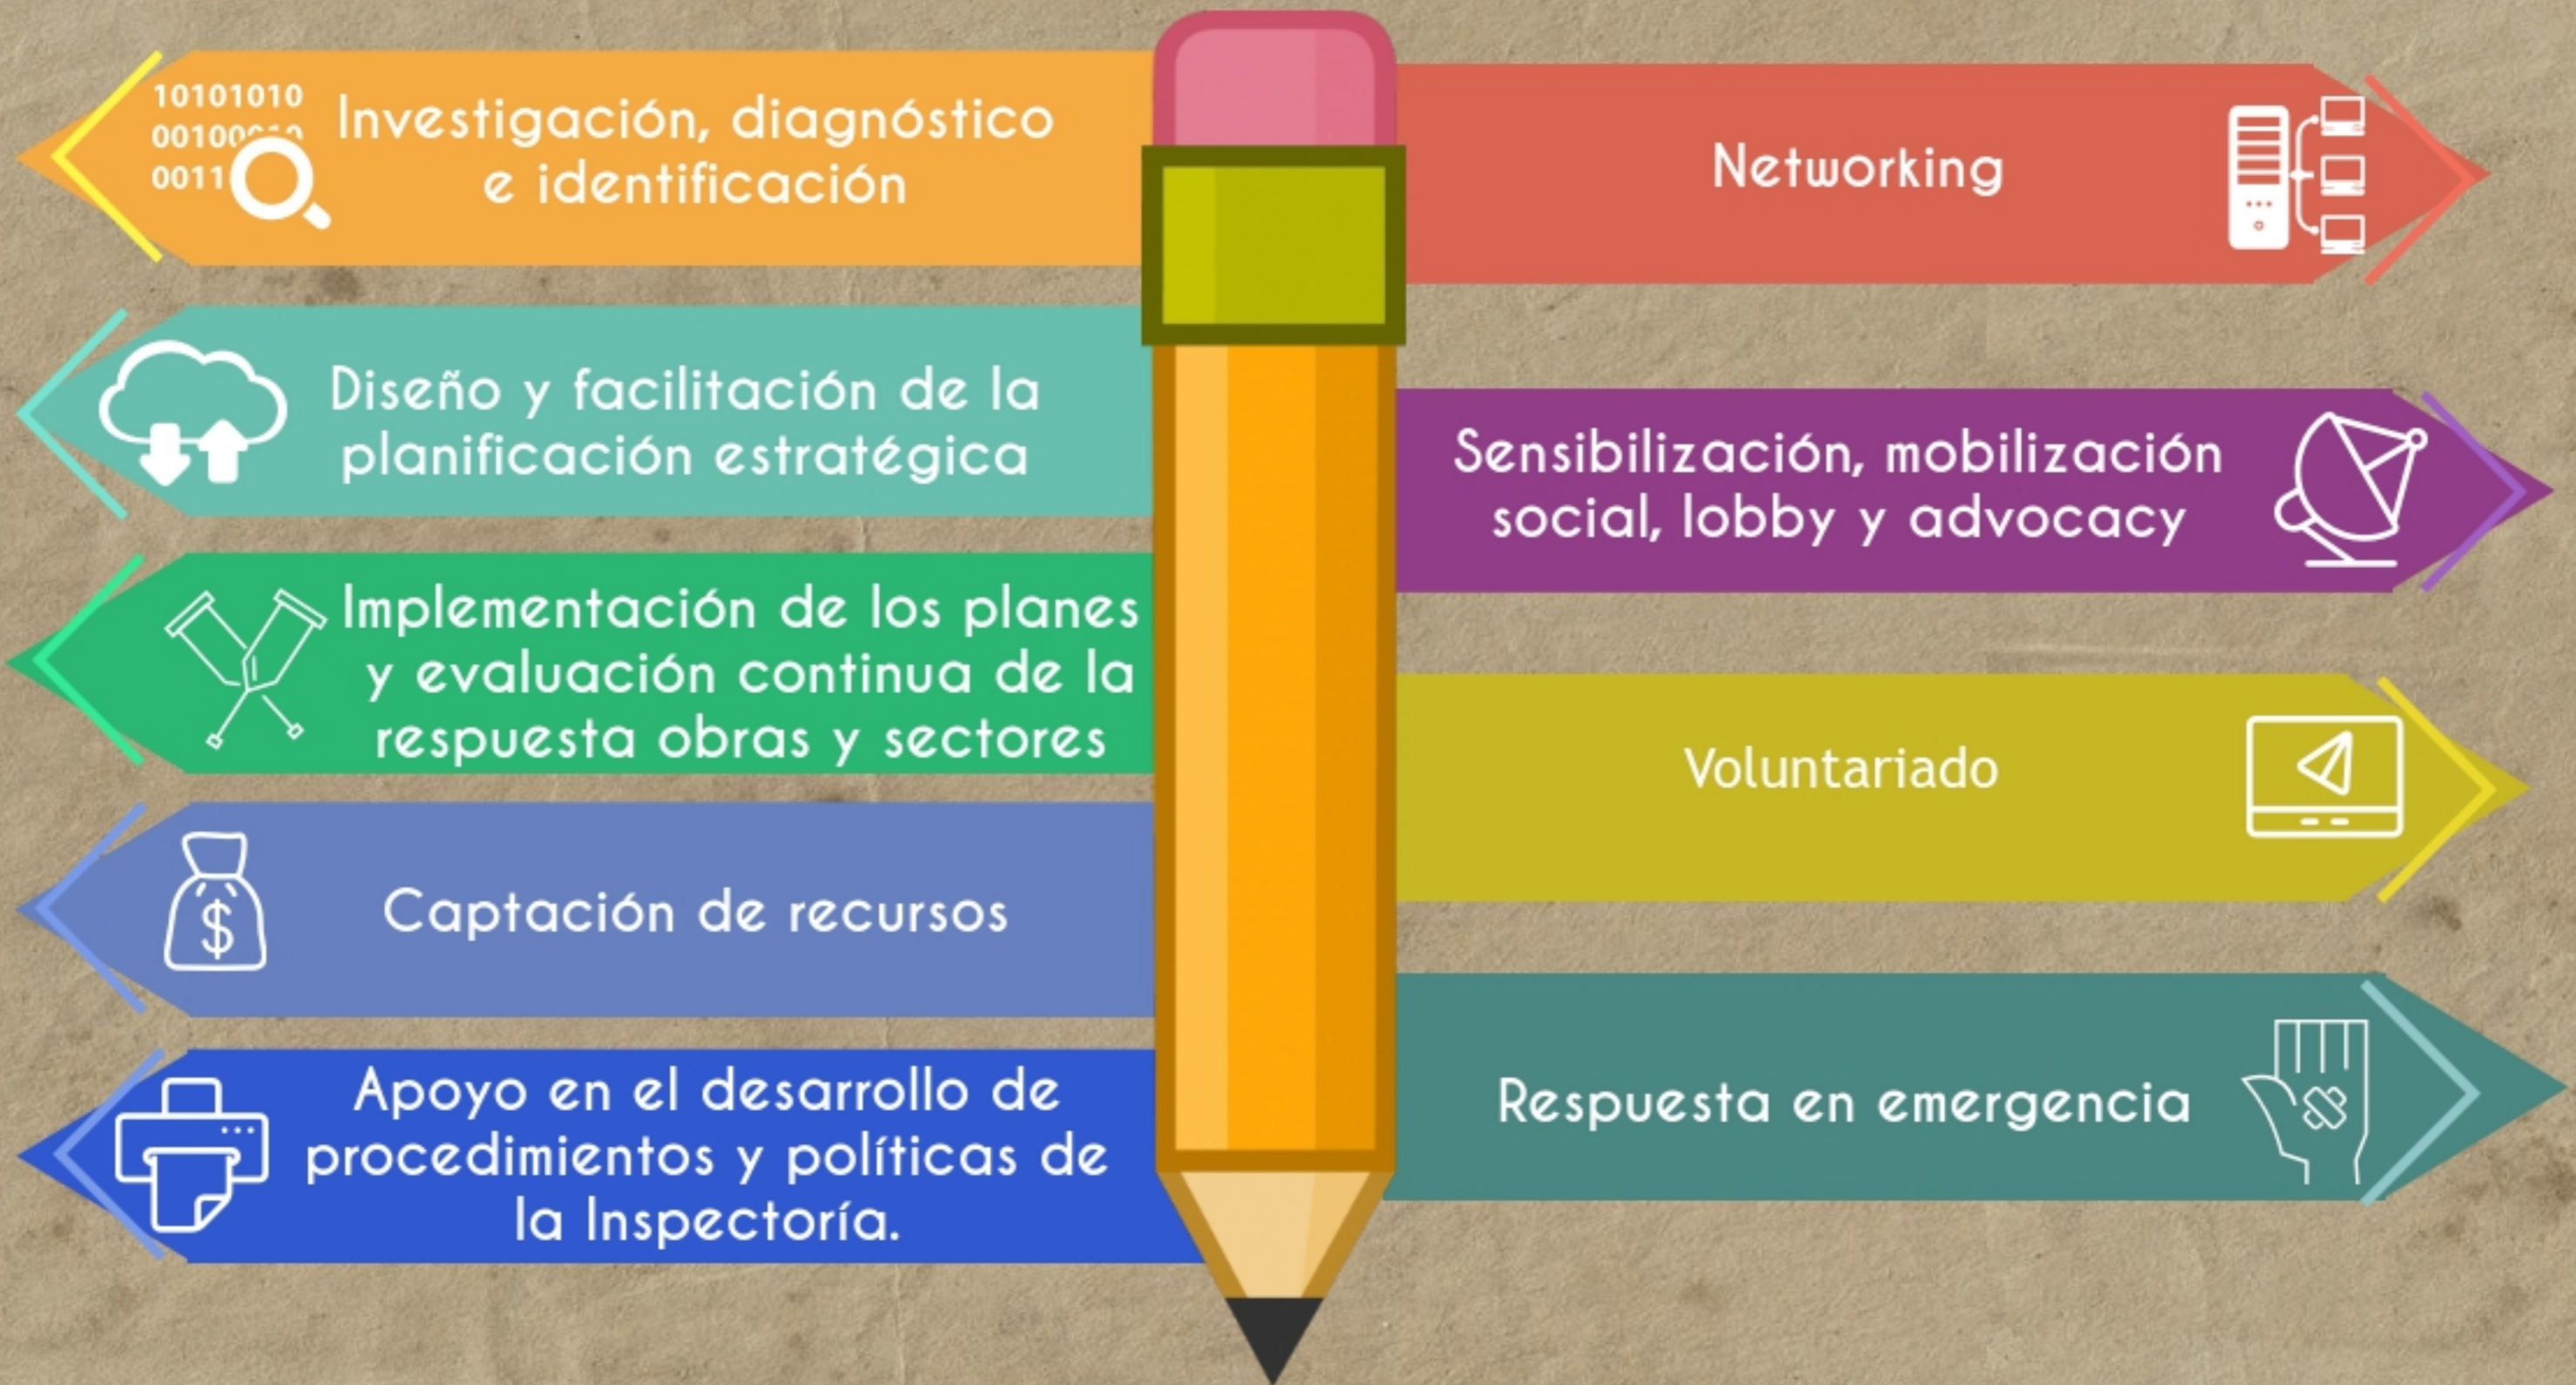 10101010
0011
Investigación, diagnóstico
e identificación
Diseño y facilitación de la
planificación estratégica
Implementación de los planes
y evaluación continua de la
respuesta obras y sectores
$
Captación de recursos
Apoyo en el desarrollo de
procedimientos y políticas de
la Inspectoría.
Networking
Sensibilización, mobilización
social, lobby y advocacy
Voluntariado
Respuesta en emergencia